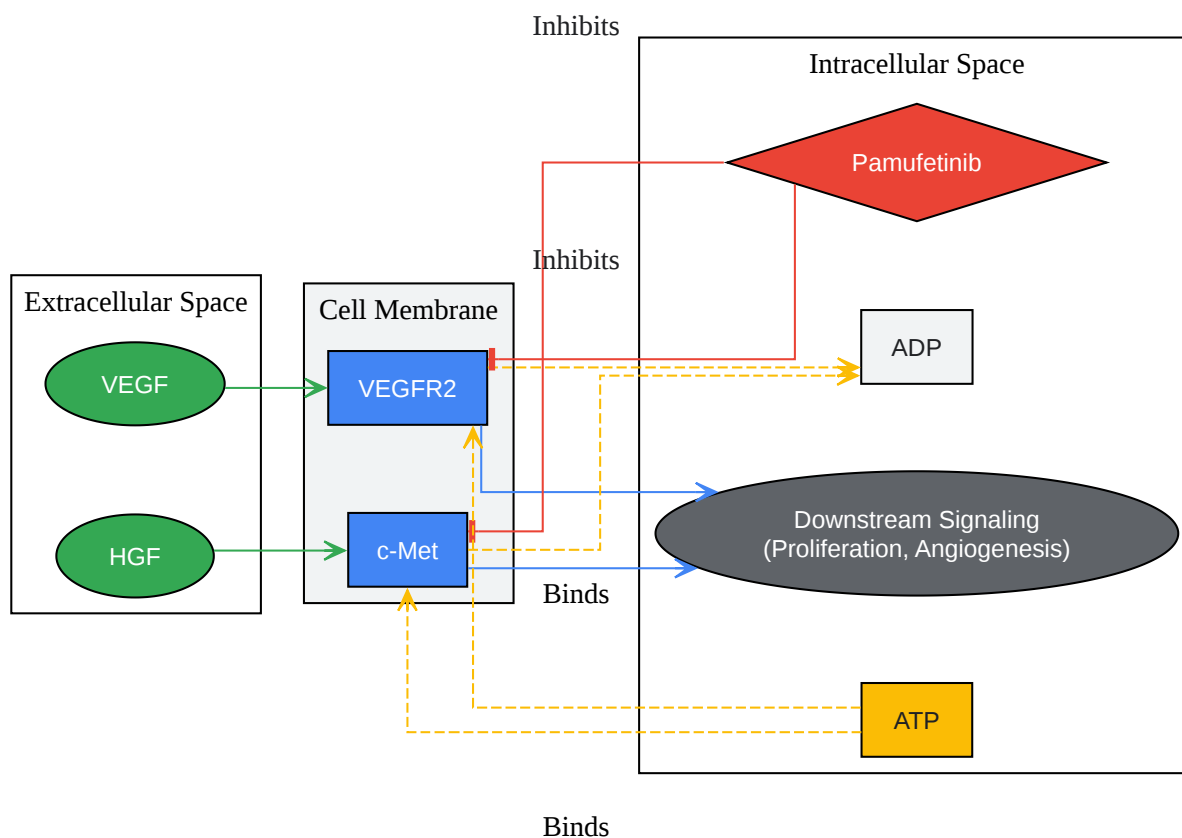 Inhibits
Intracellular Space
Pamufetinib
Inhibits
Extracellular Space
Cell Membrane
ADP
VEGF
VEGFR2
Downstream Signaling
(Proliferation, Angiogenesis)
HGF
c-Met
Binds
ATP
Binds